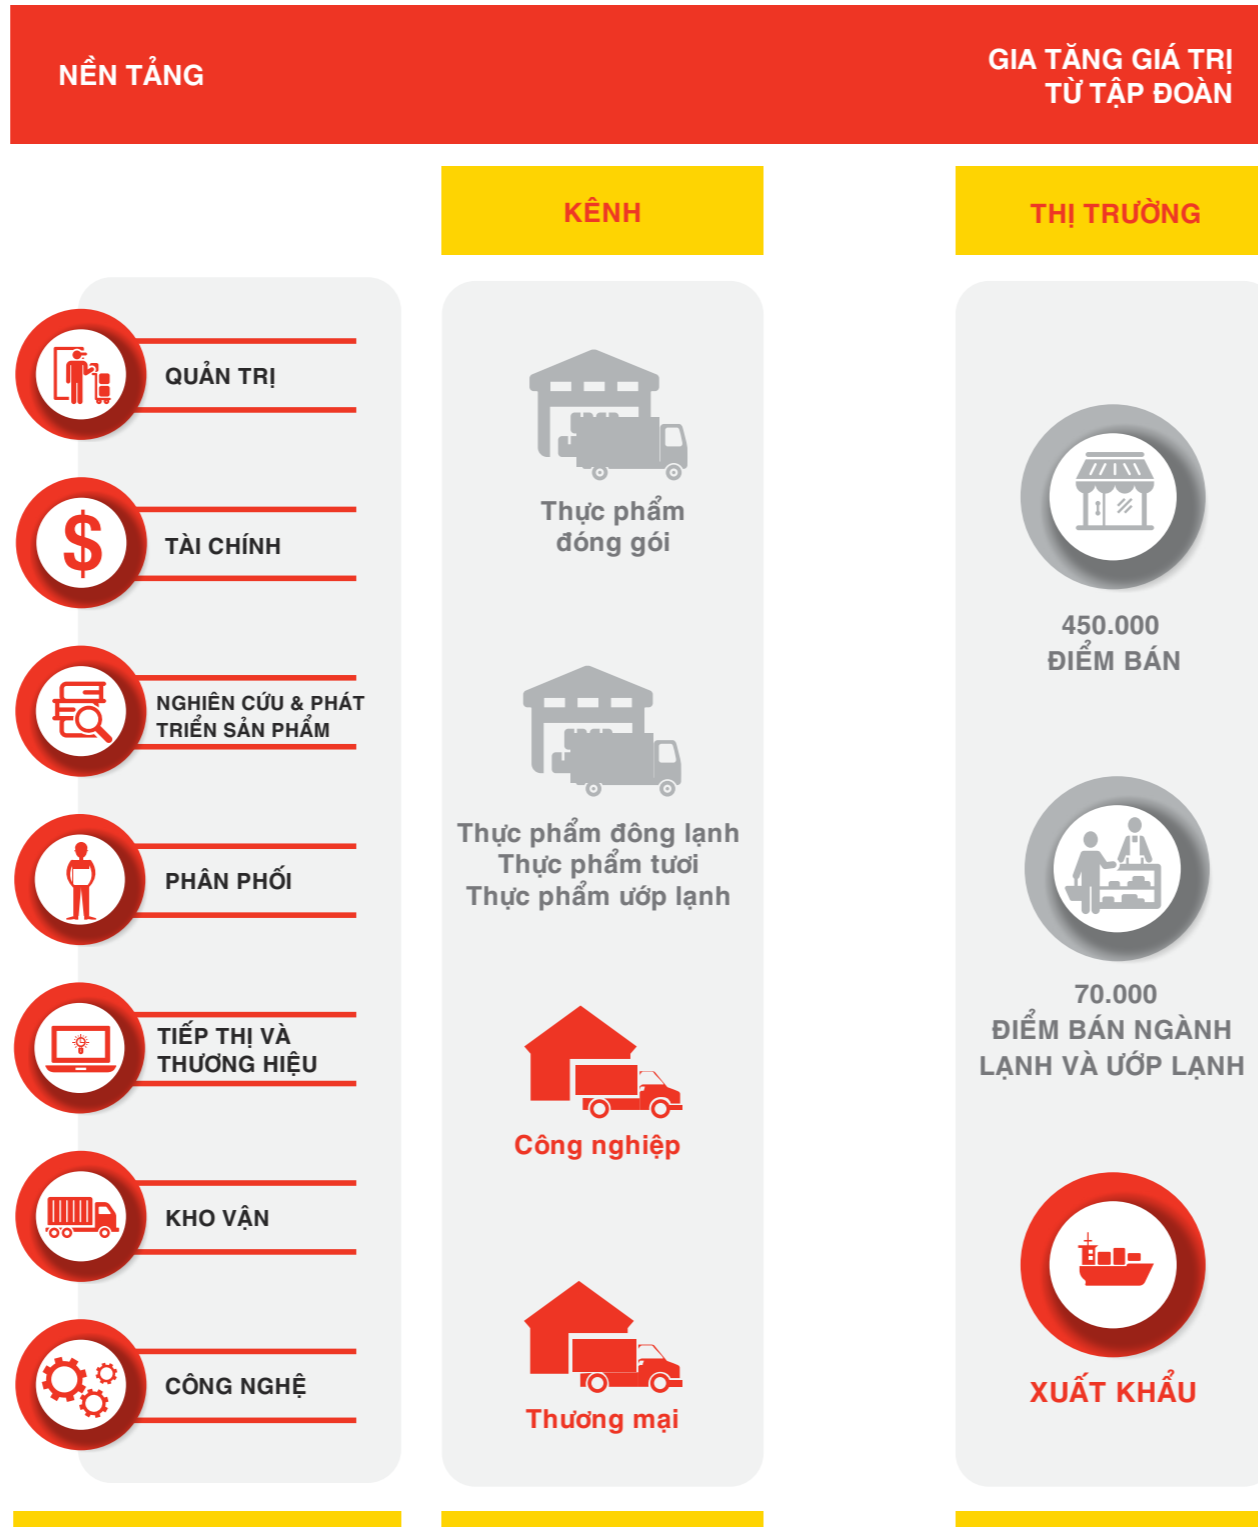 NỀN TẢNG
GIA TĂNG GIÁ TRỊ
TỪ TẬP ĐOÀN
KÊNH
THỊ TRƯỜNG
QUẢN TRỊ
TÀI CHÍNH
NGHIÊN CỨU & PHÁT
TRIỂN SẢN PHẨM
PHÂN PHỐI
TIẾP THỊ VÀ
THƯƠNG HIỆU
KHO VẬN
CÔNG NGHỆ
Thực phẩm
đóng gói
Thực phẩm đông lạnh
Thực phẩm tươi
Thực phẩm ướp lạnh
Công nghiệp
Thương mại
450.000
ĐIỂM BÁN
70.000
ĐIỂM BÁN NGÀNH
LẠNH VÀ ƯỚP LẠNH
XUẤT KHẨU